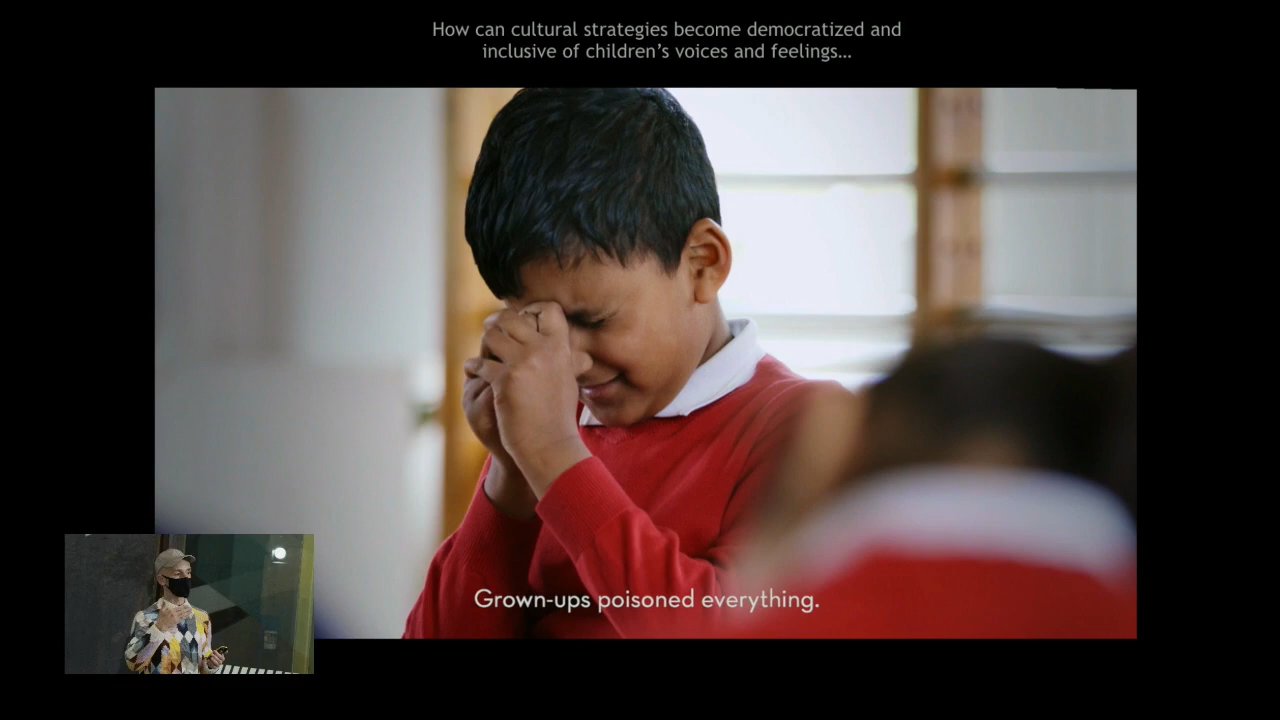 How can cultural strategies become democratized and
inclusive of children’s voices and feelings…
Grown-ups poisoned everything.